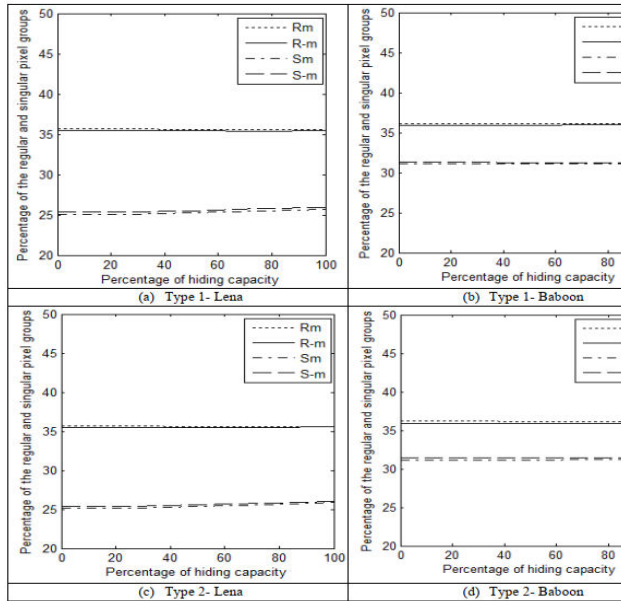 Percentage of the regular and singular pixel groups
50
45
40
35
30
25
20
0 20 40 60 80 100
Rm
R-m
Sm
S-m
Percentage of hiding capacity
(a) Type 1- Lena
Percentage of the regular and singular pixel groups
50
45
40
35
30
25
20
0 20 40 60 80
Percentage of hiding capacity
(b) Type 1- Baboon
Percentage of the regular and singular pixel groups
50
45
40
35
30
25
20
0 20 40 60 80 100
Rm
R-m
Sm
S-m
Percentage of hiding capacity
(c) Type 2- Lena
Percentage of the regular and singular pixel groups
50
45
40
35
30
25
20
0 20 40 60 80
Percentage of hiding capacity
(d) Type 2- Baboon